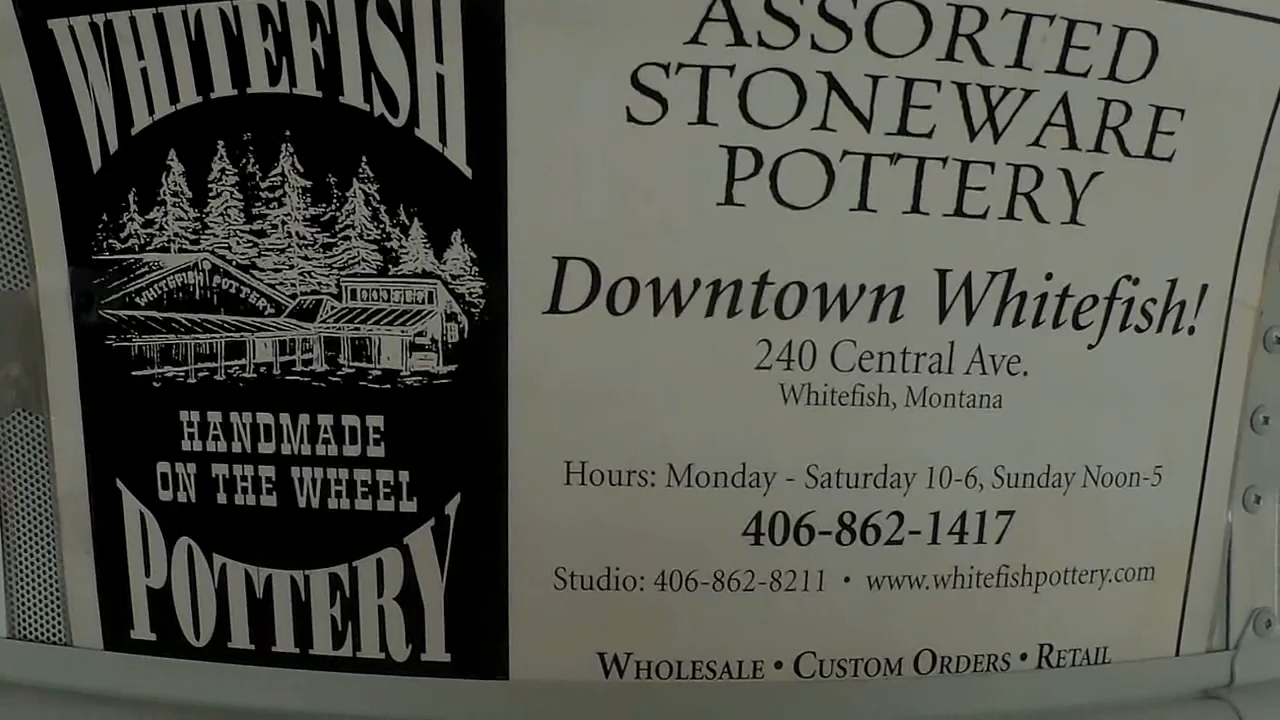 WHITEFISH
WHITEFISH POTTERY
HANDMADE
ON THE WHEEL
POTTERY
ASSORTED
STONEWARE
POTTERY
Downtown Whitefish!
240 Central Ave.
Whitefish, Montana
Hours: Monday - Saturday 10-6, Sunday Noon-5
406-862-1417
Studio: 406-862-8211 • www.whitefishpottery.com
WHOLESALE • CUSTOM ORDERS • RETAIL